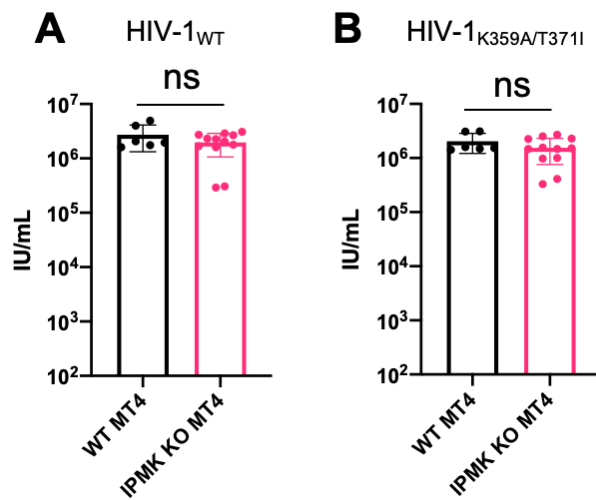 A HIV-1WT
ns
10⁷
10⁶
10⁵
10⁴
10³
10²
IU/mL
WT MT4
IPMK KO MT4
B HIV-1K359A/T371I
ns
10⁷
10⁶
10⁵
10⁴
10³
10²
IU/mL
WT MT4
IPMK KO MT4